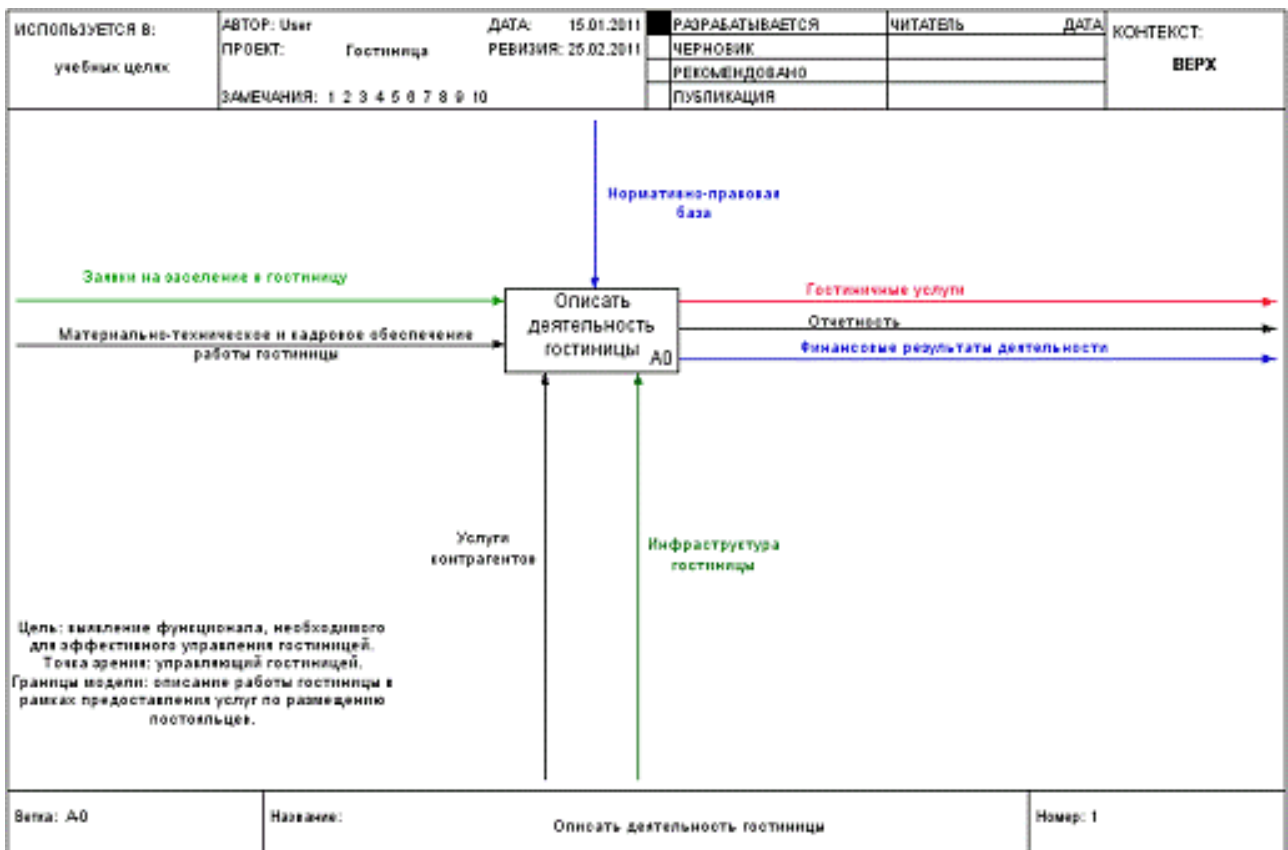 ИСПОЛЬЗУЕТСЯ В:
учебных целях
АВТОР: User
ДАТА: 15.01.2011
ПРОЕКТ: Гостиница
РЕВИЗИЯ: 25.02.2011
ЗАМЕЧАНИЯ: 1 2 3 4 5 6 7 8 9 10
РАЗРАБАТЫВАЕТСЯ
ЧЕРНОВИК
РЕКОМЕНДОВАНО
ПУБЛИКАЦИЯ
ЧИТАТЕЛЬ
ДАТА
КОНТЕКСТ:
ВЕРХ
Нормативно-правовая
база
Заявки на заселение в гостиницу
Материально-техническое и кадровое обеспечение
работы гостиницы
Описать
деятельность
гостиницы
A0
Гостиничные услуги
Отчетность
Финансовые результаты деятельности
Услуги
контрагентов
Инфраструктура
гостиницы
Цель: выявление функционала, необходимого
для эффективного управления гостиницей.
Точка зрения: управляющий гостиницей.
Границы модели: описание работы гостиницы в
рамках предоставления услуг по размещению
постояльцев.
Ветка: A-0
Название:
Описать деятельность гостиницы
Номер: 1